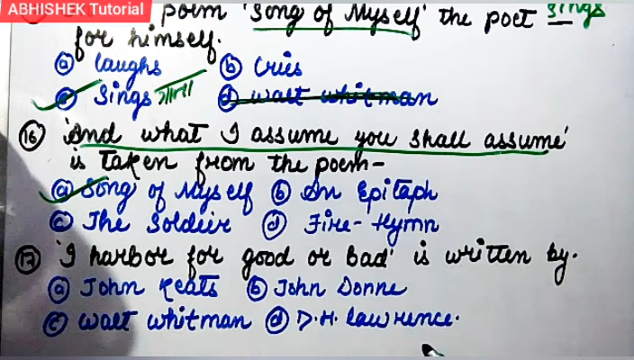 ABHISHEK Tutorial
poem 'Song of Myself' the poet sings
for himself.
(a) laughs (b) Cries
(c) Sings गाना (d) walt whitman
(16) 'And what I assume you shall assume'
is taken from the poem-
(a) Song of Myself (b) An Epitaph
(c) The Soldier (d) Fire-Hymn
(17) 'I harbor for good or bad' is written by.
(a) John Keats (b) John Donne
(c) walt whitman (d) D.H. lawrence.